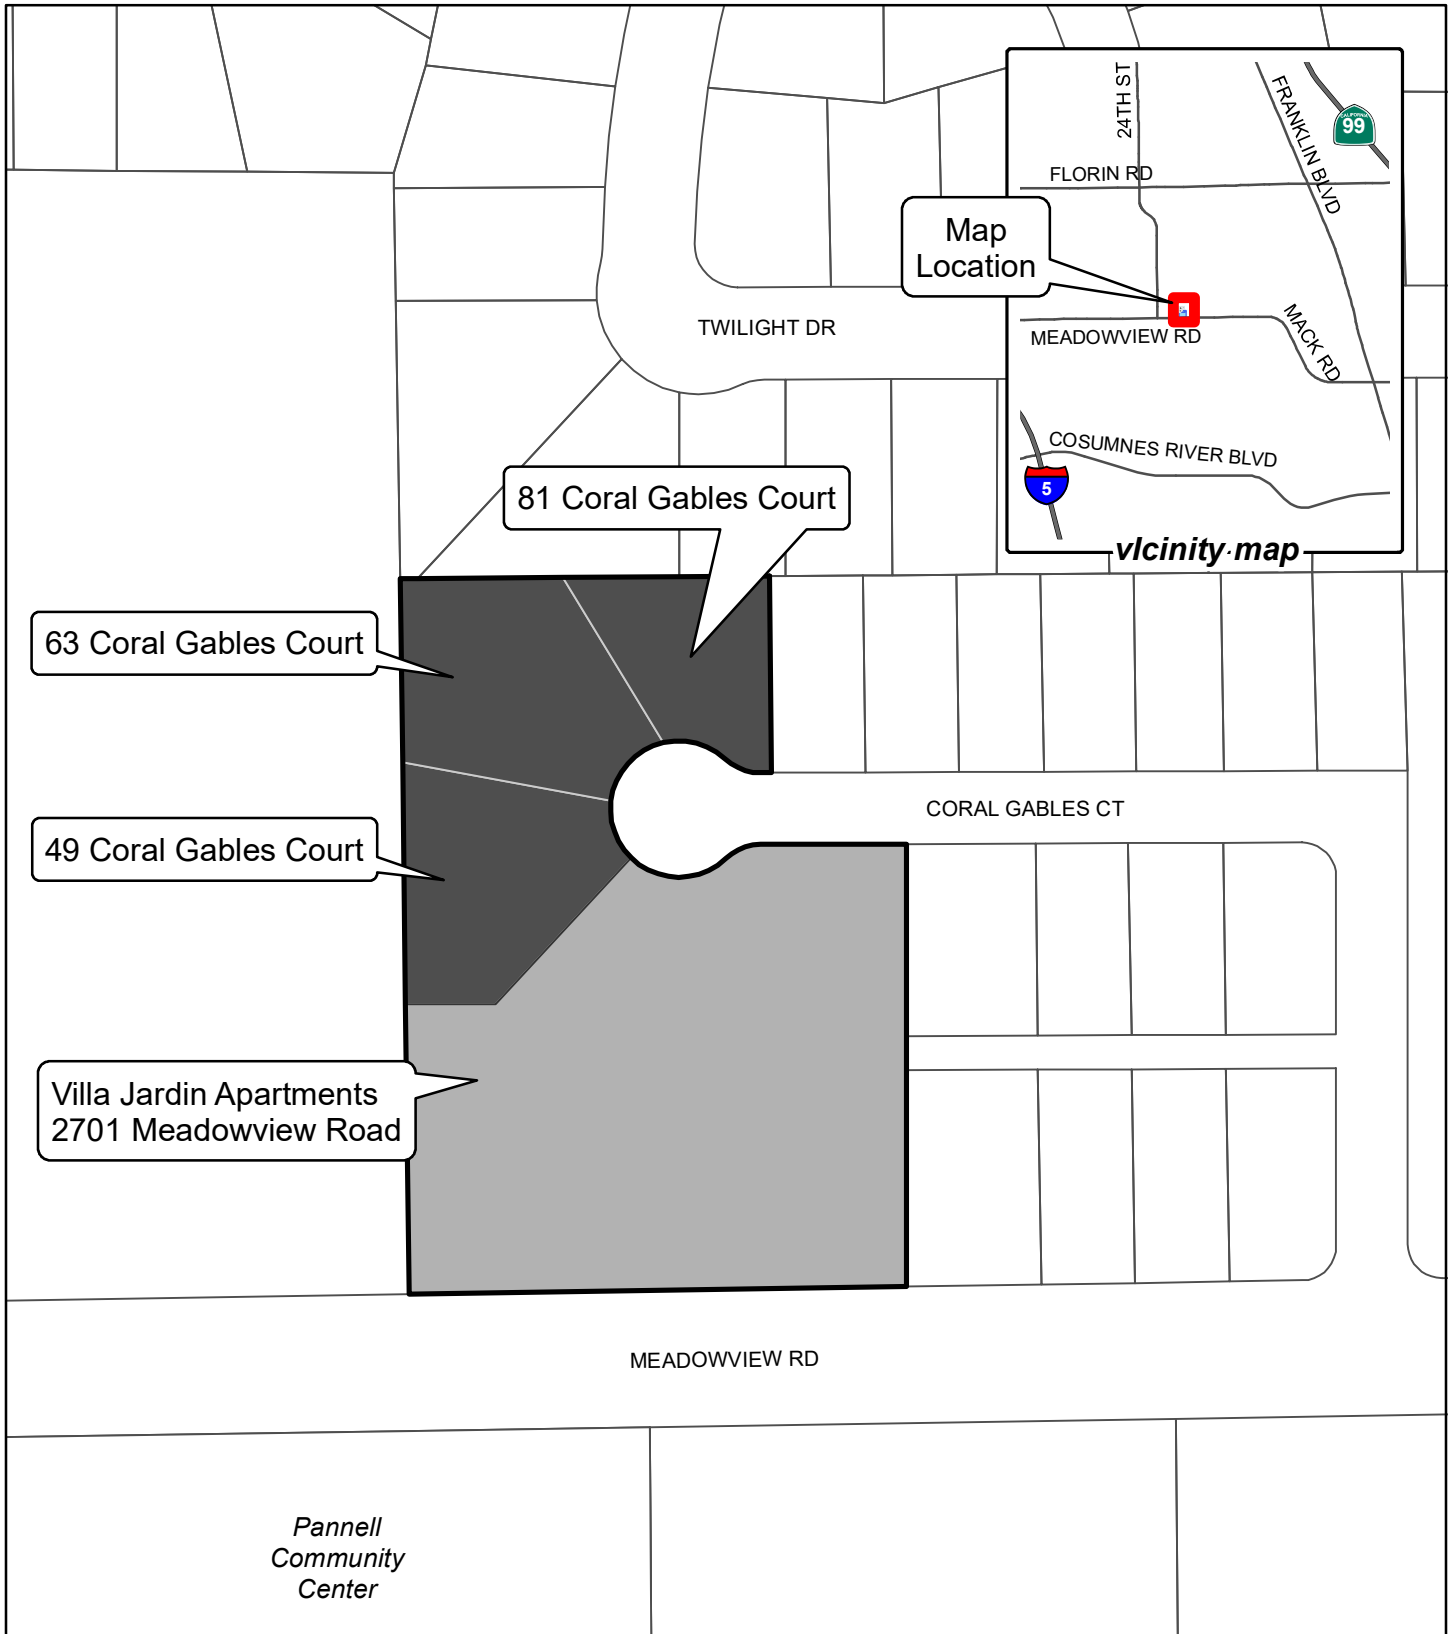 24TH ST
FRANKLIN BLVD
CALIFORNIA
99
FLORIN RD
Map
Location
TWILIGHT DR
MEADOWVIEW RD
MACK RD
COSUMNES RIVER BLVD
5
81 Coral Gables Court
vIcinity map
63 Coral Gables Court
CORAL GABLES CT
49 Coral Gables Court
Villa Jardin Apartments
2701 Meadowview Road
MEADOWVIEW RD
Pannell
Community
Center